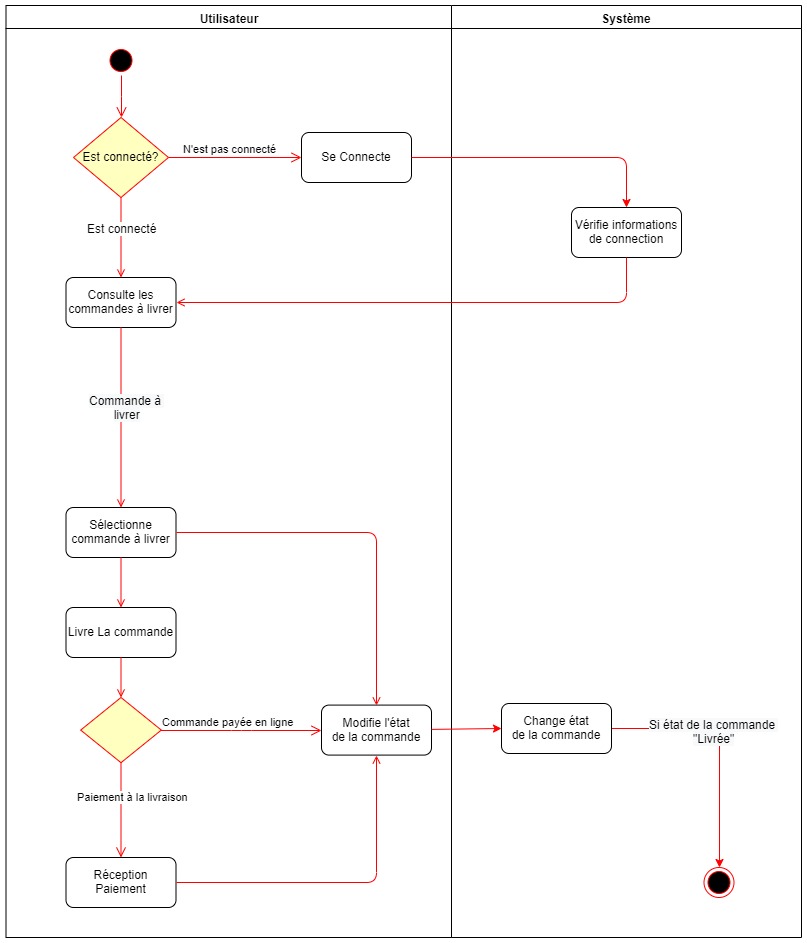 Utilisateur
Système
Est connecté?
N'est pas connecté
Se Connecte
Vérifie informations
de connection
Est connecté
Consulte les
commandes à livrer
Commande à
livrer
Sélectionne
commande à livrer
Livre La commande
Commande payée en ligne
Modifie l'état
de la commande
Change état
de la commande
Si état de la commande
"Livrée"
Paiement à la livraison
Réception
Paiement